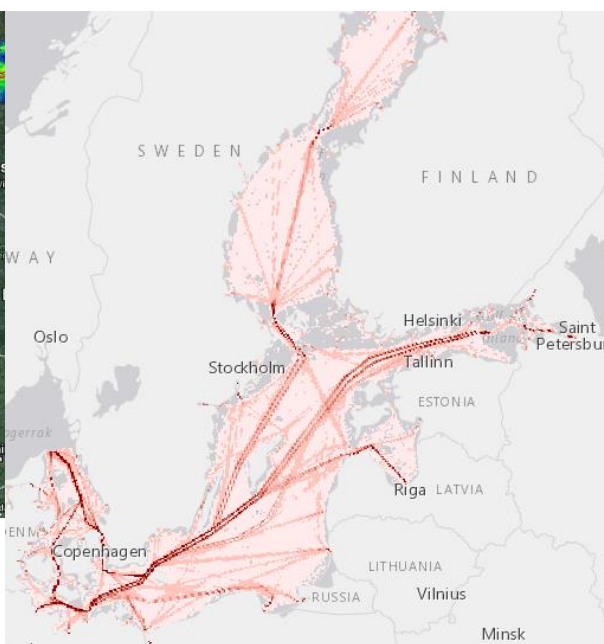 SWEDEN
FINLAND
WAY
Oslo
Helsinki
Saint
Petersbur
Stockholm
Tallinn
ESTONIA
Riga
LATVIA
Copenhagen
LITHUANIA
RUSSIA
Vilnius
Minsk